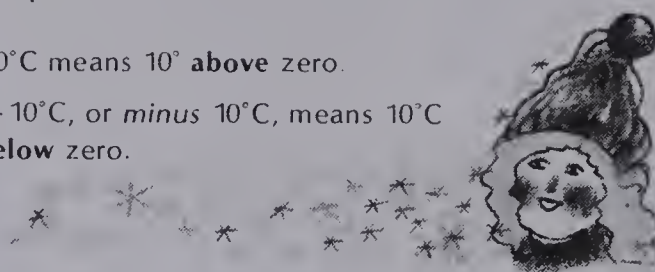 0°C means 10° above zero.
- 10°C, or minus 10°C, means 10°C
elow zero.